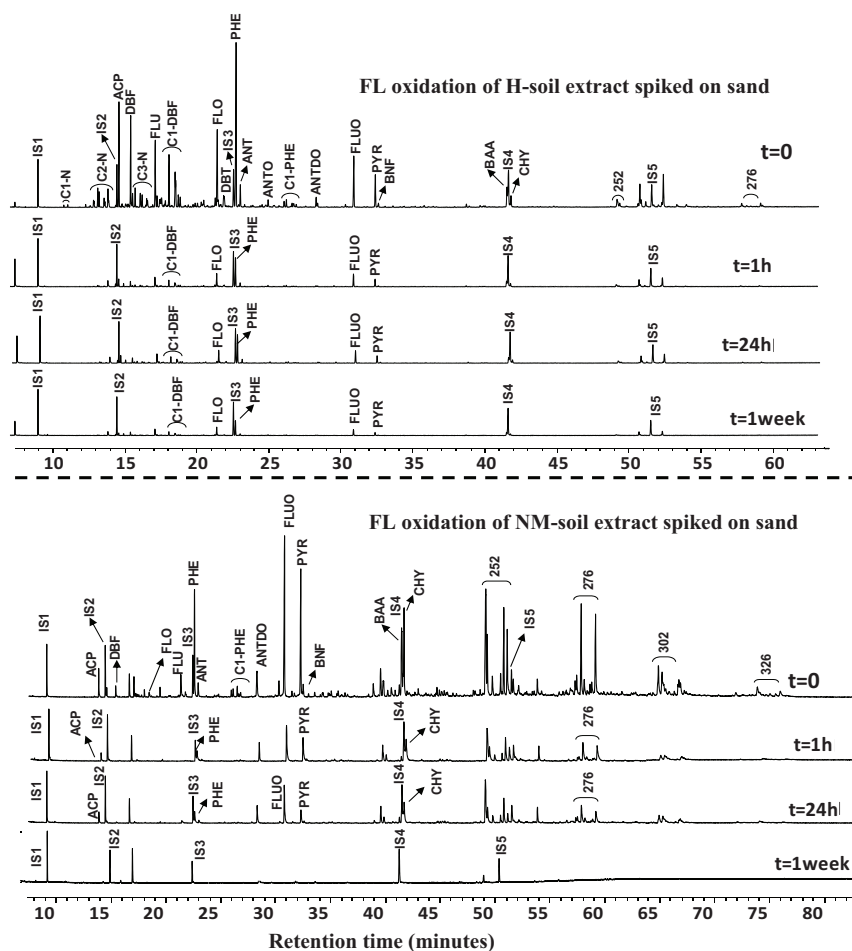 FL oxidation of H-soil extract spiked on sand
IS1
C1-N
C2-N
IS2
ACP
DBF
C3-N
FLU
C1-DBF
FLO
DBT
IS3
PHE
ANT
ANTO
C1-PHE
ANTDO
FLUO
PYR
BNF
BAA
IS4
CHY
252
IS5
276
t=0
IS1
IS2
C1-DBF
FLO
IS3
PHE
FLUO
PYR
IS4
IS5
t=1h
IS1
IS2
C1-DBF
FLO
IS3
PHE
FLUO
PYR
IS4
IS5
t=24h
IS1
IS2
C1-DBF
FLO
IS3
PHE
FLUO
PYR
IS4
IS5
t=1week
10 15 20 25 30 35 40 45 50 55 60
FL oxidation of NM-soil extract spiked on sand
IS1
ACP
IS2
DBF
FLO
FLU
IS3
PHE
ANT
C1-PHE
ANTDO
FLUO
PYR
BNF
BAA
IS4
CHY
252
IS5
276
302
326
t=0
IS1
ACP
IS2
IS3
PHE
PYR
IS4
CHY
276
t=1h
IS1
ACP
IS2
IS3
PHE
FLUO
PYR
IS4
CHY
276
t=24h
IS1
IS2
IS3
IS4
IS5
t=1week
10 15 20 25 30 35 40 45 50 55 60 65 70 75 80
Retention time (minutes)